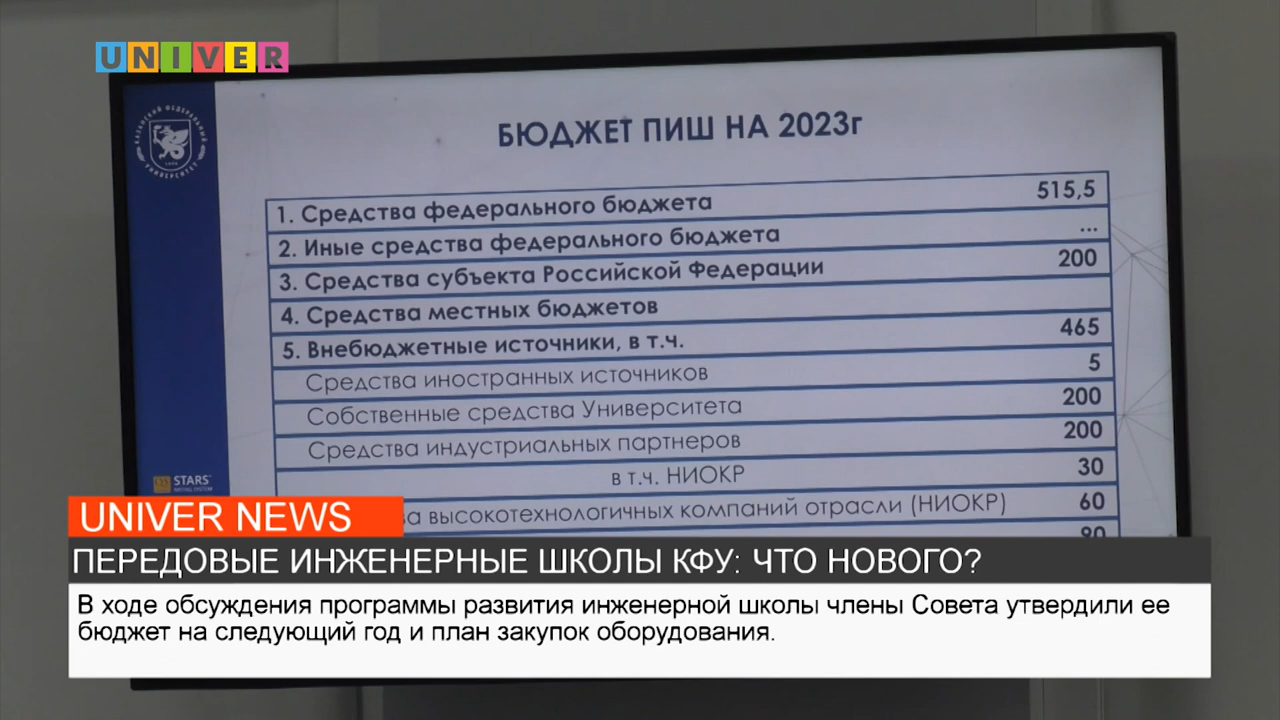 UNIVER
КАЗАНСКИЙ ФЕДЕРАЛЬНЫЙ УНИВЕРСИТЕТ
БЮДЖЕТ ПИШ НА 2023г
1. Средства федерального бюджета 515,5
2. Иные средства федерального бюджета ...
3. Средства субъекта Российской Федерации 200
4. Средства местных бюджетов
5. Внебюджетные источники, в т.ч. 465
Средства иностранных источников 5
Собственные средства Университета 200
Средства индустриальных партнеров 200
в т.ч. НИОКР 30
высокотехнологичных компаний отрасли (НИОКР) 60
STARS
UNIVER NEWS
ПЕРЕДОВЫЕ ИНЖЕНЕРНЫЕ ШКОЛЫ КФУ: ЧТО НОВОГО?
В ходе обсуждения программы развития инженерной школы члены Совета утвердили ее
бюджет на следующий год и план закупок оборудования.